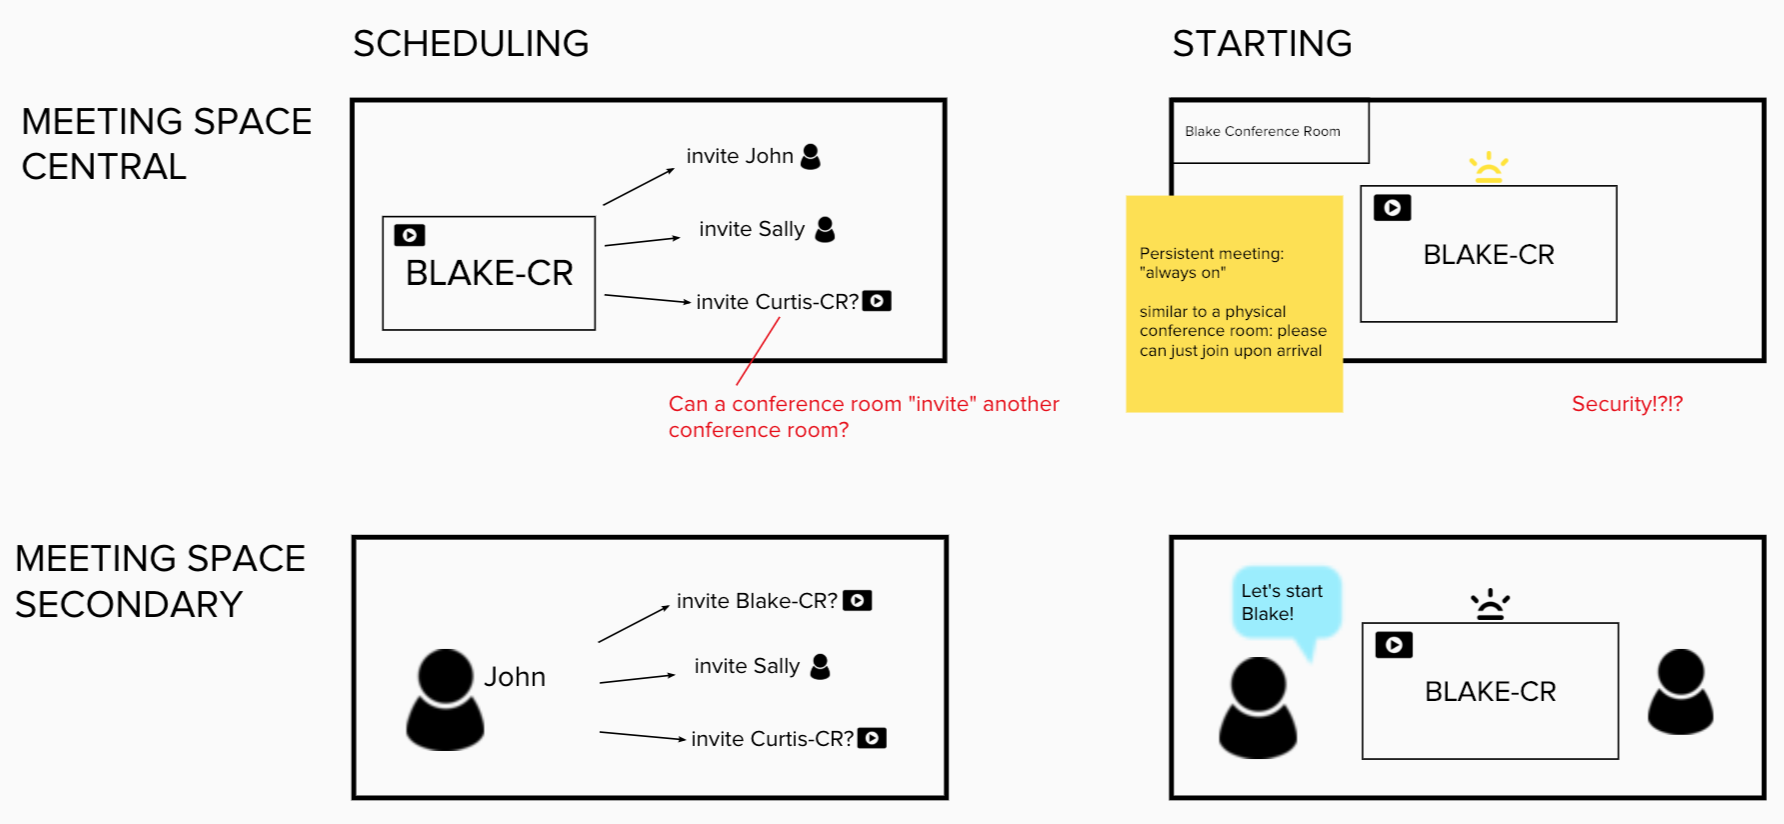 SCHEDULING
STARTING
MEETING SPACE
CENTRAL
invite John
invite Sally
BLAKE-CR
invite Curtis-CR?
Can a conference room "invite" another
conference room?
Blake Conference Room
BLAKE-CR
Persistent meeting:
"always on"
similar to a physical
conference room: please
can just join upon arrival
Security!?!?
MEETING SPACE
SECONDARY
John
invite Blake-CR?
invite Sally
invite Curtis-CR?
Let's start
Blake!
BLAKE-CR